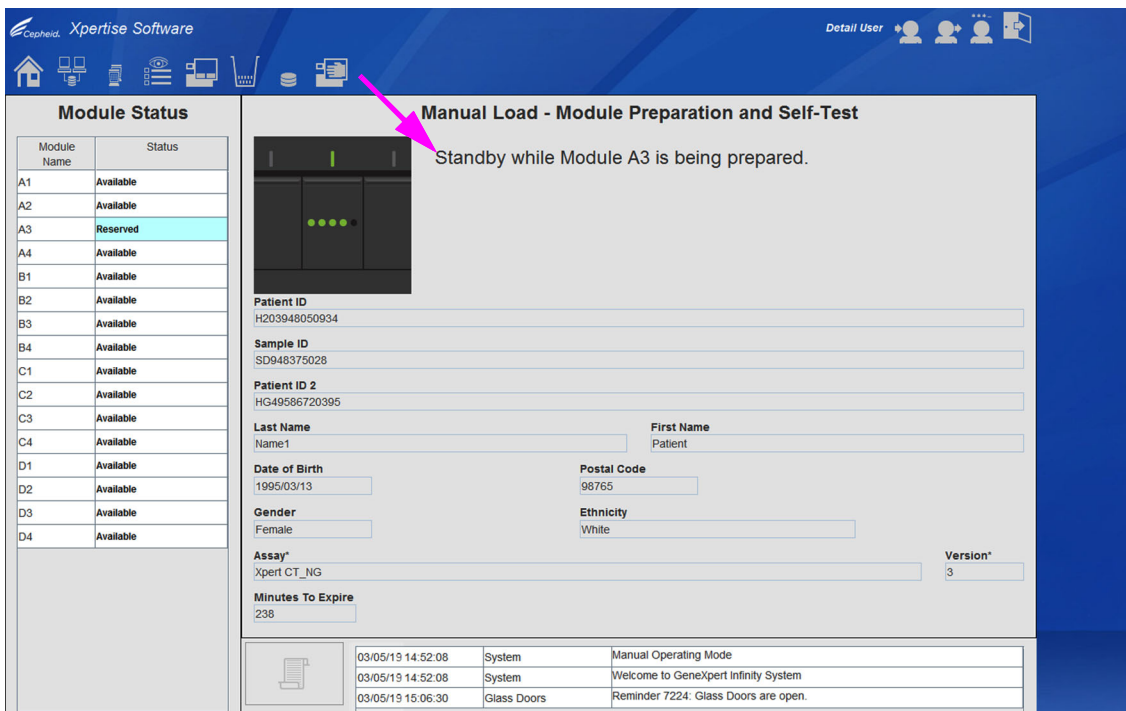 Cepheid. Xpertise Software
Detail User
Module Status
Module Name Status
A1 Available
A2 Available
A3 Reserved
A4 Available
B1 Available
B2 Available
B3 Available
B4 Available
C1 Available
C2 Available
C3 Available
C4 Available
D1 Available
D2 Available
D3 Available
D4 Available
Manual Load - Module Preparation and Self-Test
Standby while Module A3 is being prepared.
Patient ID
H203948050934
Sample ID
SD948375028
Patient ID 2
HG49586720395
Last Name First Name
Name1 Patient
Date of Birth Postal Code
1995/03/13 98765
Gender Ethnicity
Female White
Assay* Version*
Xpert CT_NG 3
Minutes To Expire
238
03/05/19 14:52:08 System Manual Operating Mode
03/05/19 14:52:08 System Welcome to GeneXpert Infinity System
03/05/19 15:06:30 Glass Doors Reminder 7224: Glass Doors are open.